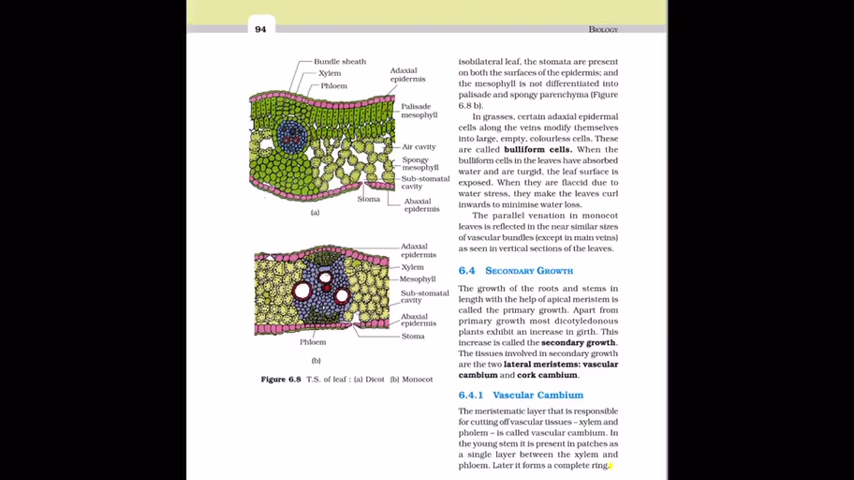 94
BIOLOGY
Bundle sheath
Xylem
Phloem
Adaxial
epidermis
Palisade
mesophyll
Air cavity
Spongy
mesophyll
Sub-stomatal
cavity
Stoma
Abaxial
epidermis
(a)
Adaxial
epidermis
Xylem
Mesophyll
Sub-stomatal
cavity
Abaxial
epidermis
Stoma
Phloem
(b)
Figure 6.8 T.S. of leaf : (a) Dicot (b) Monocot
isobilateral leaf, the stomata are present
on both the surfaces of the epidermis; and
the mesophyll is not differentiated into
palisade and spongy parenchyma (Figure
6.8 b).
In grasses, certain adaxial epidermal
cells along the veins modify themselves
into large, empty, colourless cells. These
are called bulliform cells. When the
bulliform cells in the leaves have absorbed
water and are turgid, the leaf surface is
exposed. When they are flaccid due to
water stress, they make the leaves curl
inwards to minimise water loss.
The parallel venation in monocot
leaves is reflected in the near similar sizes
of vascular bundles (except in main veins)
as seen in vertical sections of the leaves.
6.4 SECONDARY GROWTH
The growth of the roots and stems in
length with the help of apical meristem is
called the primary growth. Apart from
primary growth most dicotyledonous
plants exhibit an increase in girth. This
increase is called the secondary growth.
The tissues involved in secondary growth
are the two lateral meristems: vascular
cambium and cork cambium.
6.4.1 Vascular Cambium
The meristematic layer that is responsible
for cutting off vascular tissues – xylem and
pholem – is called vascular cambium. In
the young stem it is present in patches as
a single layer between the xylem and
phloem. Later it forms a complete ring.